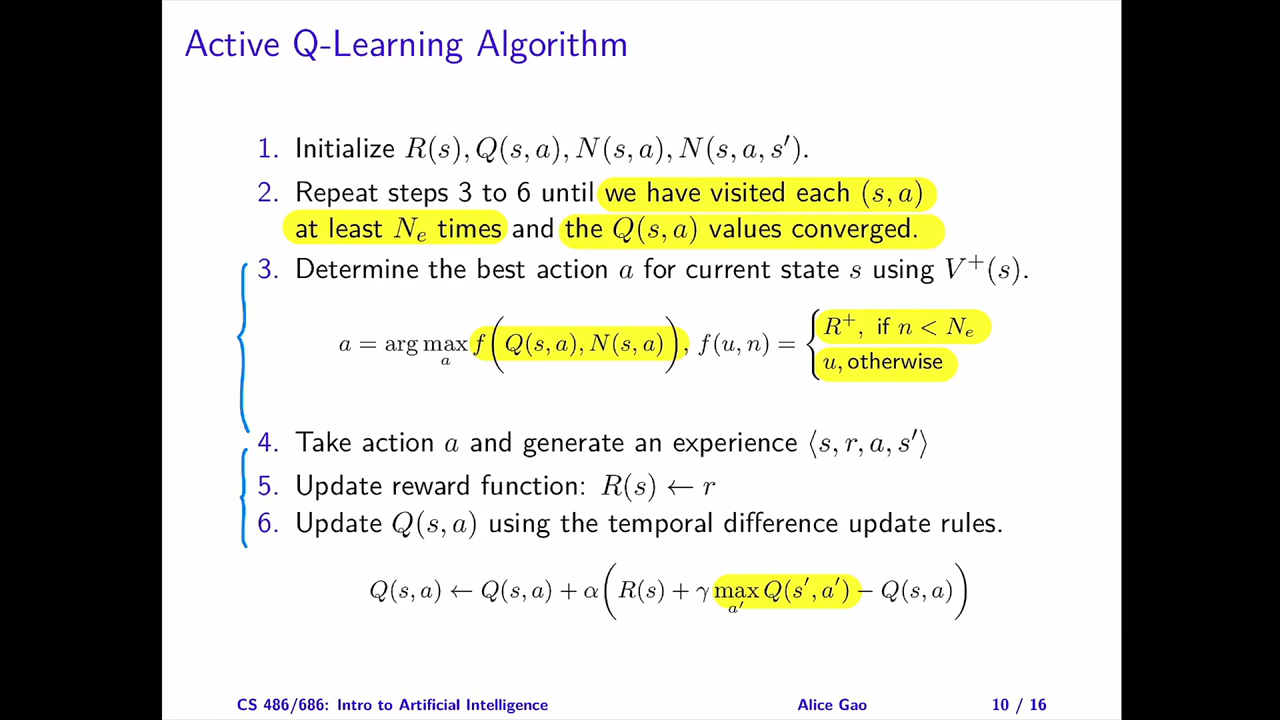 Active Q-Learning Algorithm
1. Initialize R(s), Q(s, a), N(s, a), N(s, a, s′).
2. Repeat steps 3 to 6 until we have visited each (s, a)
at least Nₑ times and the Q(s, a) values converged.
3. Determine the best action a for current state s using V⁺(s).
a = arg max_a f(Q(s, a), N(s, a)), f(u, n) = { R⁺, if n < Nₑ
u, otherwise
4. Take action a and generate an experience ⟨s, r, a, s′⟩
5. Update reward function: R(s) ← r
6. Update Q(s, a) using the temporal difference update rules.
Q(s, a) ← Q(s, a) + α(R(s) + γ max_a′ Q(s′, a′) − Q(s, a))
CS 486/686: Intro to Artificial Intelligence Alice Gao 10 / 16